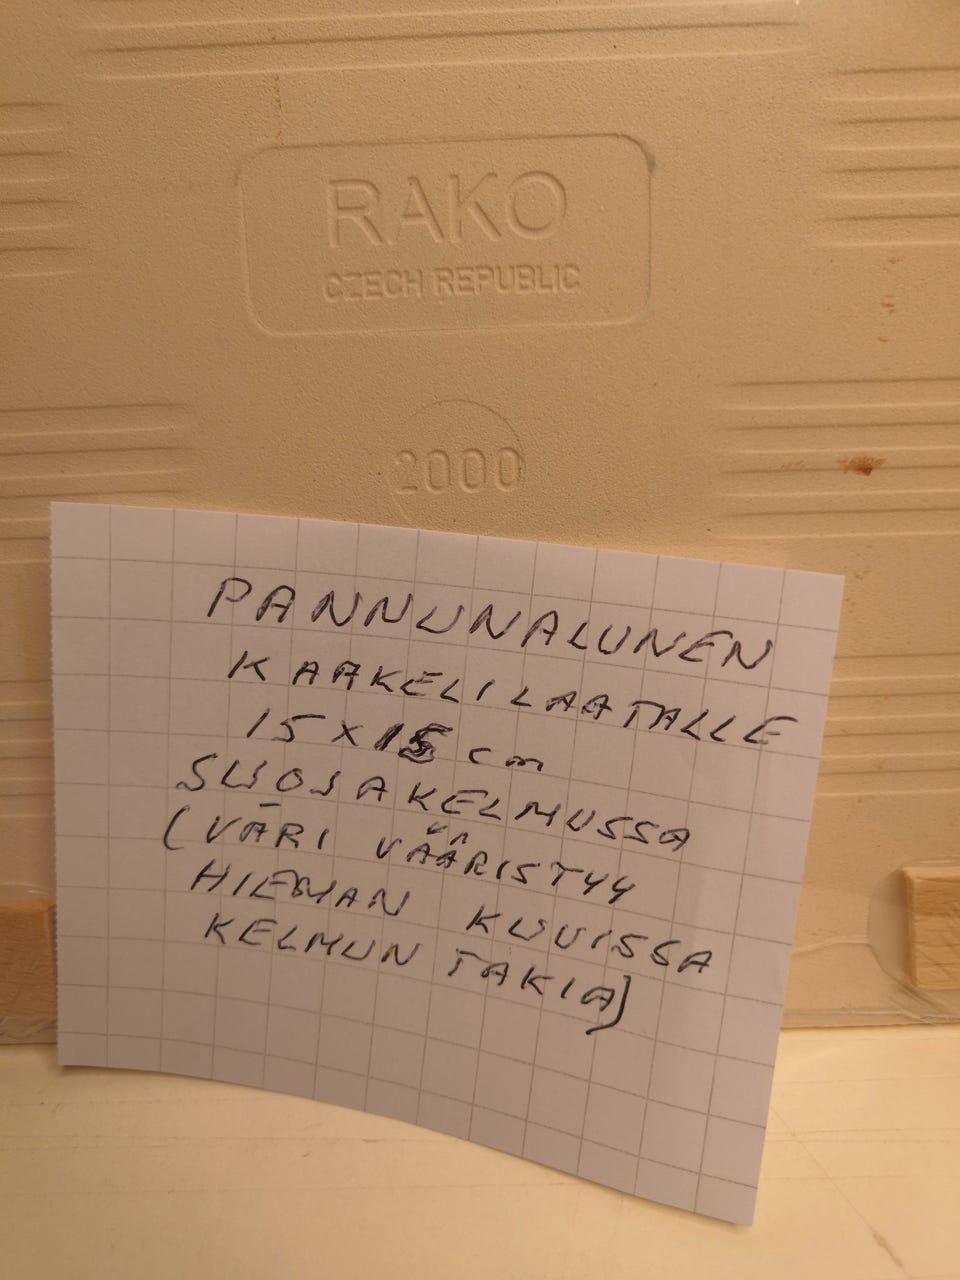 RAKO
CZECH REPUBLIC
2000
PANNUNALUNEN
KAAKELILAATALLE
15 x 15 cm
SUOJAKELMUSSA
(VÄRI VÄÄRISTYY
HIEMAN KUVISSA
KELMUN TAKIA)